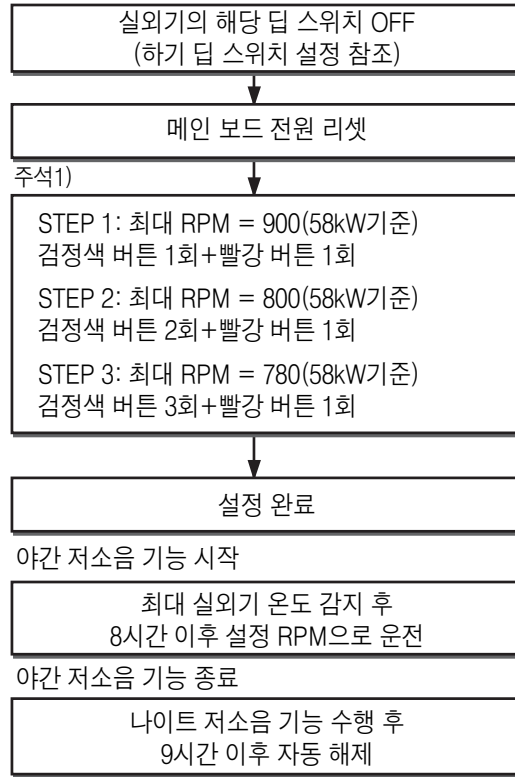 실외기의 해당 딥 스위치 OFF
(하기 딥 스위치 설정 참조)
메인 보드 전원 리셋
주석1)
STEP 1: 최대 RPM = 900(58kW기준)
검정색 버튼 1회+빨강 버튼 1회
STEP 2: 최대 RPM = 800(58kW기준)
검정색 버튼 2회+빨강 버튼 1회
STEP 3: 최대 RPM = 780(58kW기준)
검정색 버튼 3회+빨강 버튼 1회
설정 완료
야간 저소음 기능 시작
최대 실외기 온도 감지 후
8시간 이후 설정 RPM으로 운전
야간 저소음 기능 종료
나이트 저소음 기능 수행 후
9시간 이후 자동 해제